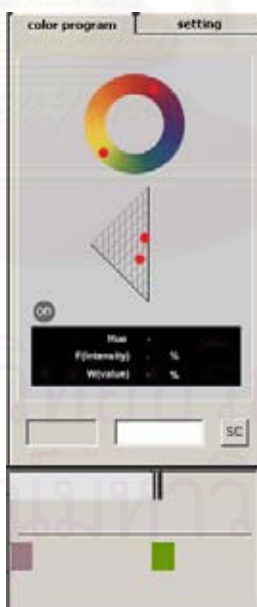 color program setting
on
Hue -
F(Intensity) - %
W(value) - %
SC